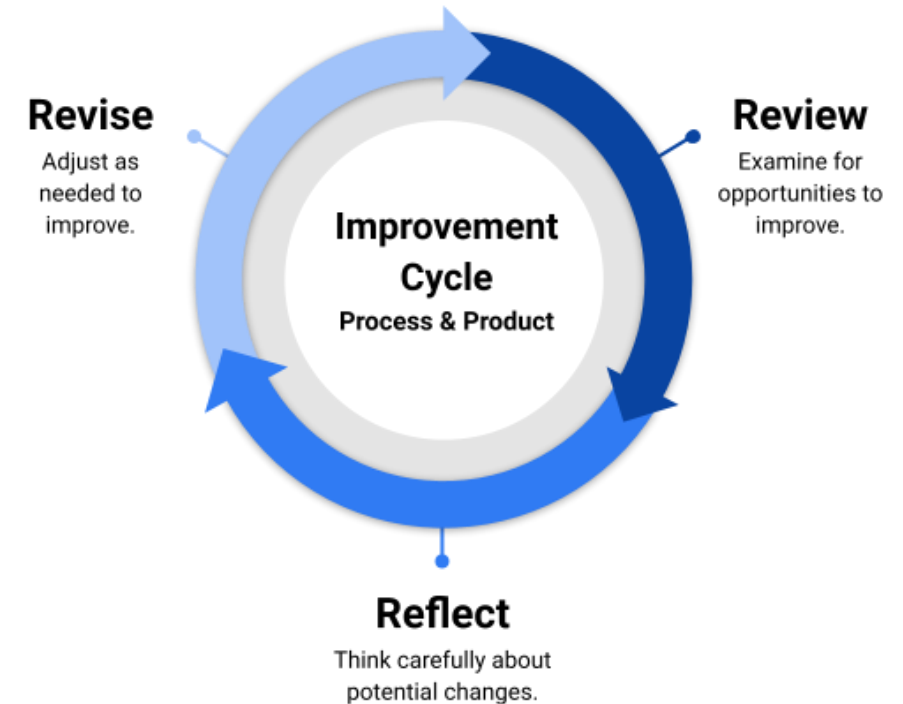 Revise
Adjust as
needed to
improve.
Review
Examine for
opportunities to
improve.
Improvement
Cycle
Process & Product
Reflect
Think carefully about
potential changes.